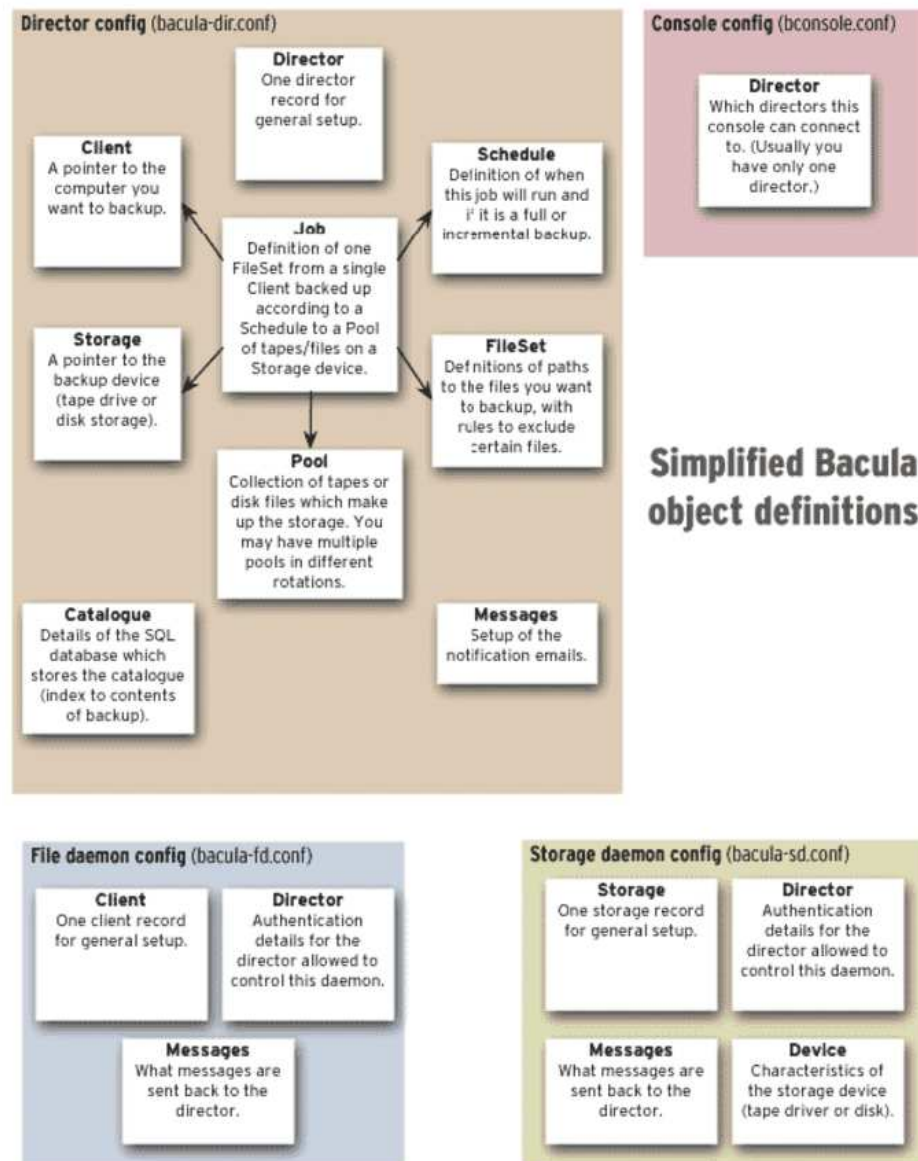 Director config (bacula-dir.conf)
Director
One director
record for
general setup.
Client
A pointer to the
computer you
want to backup.
Schedule
Definition of when
this job will run and
if it is a full or
incremental backup.
Job
Definition of one
FileSet from a single
Client backed up
according to a
Schedule to a Pool
of tapes/files on a
Storage device.
Storage
A pointer to the
backup device
(tape drive or
disk storage).
FileSet
Definitions of paths
to the files you want
to backup, with
rules to exclude
certain files.
Pool
Collection of tapes or
disk files which make
up the storage. You
may have multiple
pools in different
rotations.
Catalogue
Details of the SQL
database which
stores the catalogue
(index to contents
of backup).
Messages
Setup of the
notification emails.
Console config (bconsole.conf)
Director
Which directors this
console can connect
to. (Usually you
have only one
director.)
Simplified Bacula
object definitions
File daemon config (bacula-fd.conf)
Client
One client record
for general setup.
Director
Authentication
details for the
director allowed to
control this daemon.
Messages
What messages are
sent back to the
director.
Storage daemon config (bacula-sd.conf)
Storage
One storage record
for general setup.
Director
Authentication
details for the
director allowed to
control this daemon.
Messages
What messages are
sent back to the
director.
Device
Characteristics of
the storage device
(tape driver or disk).